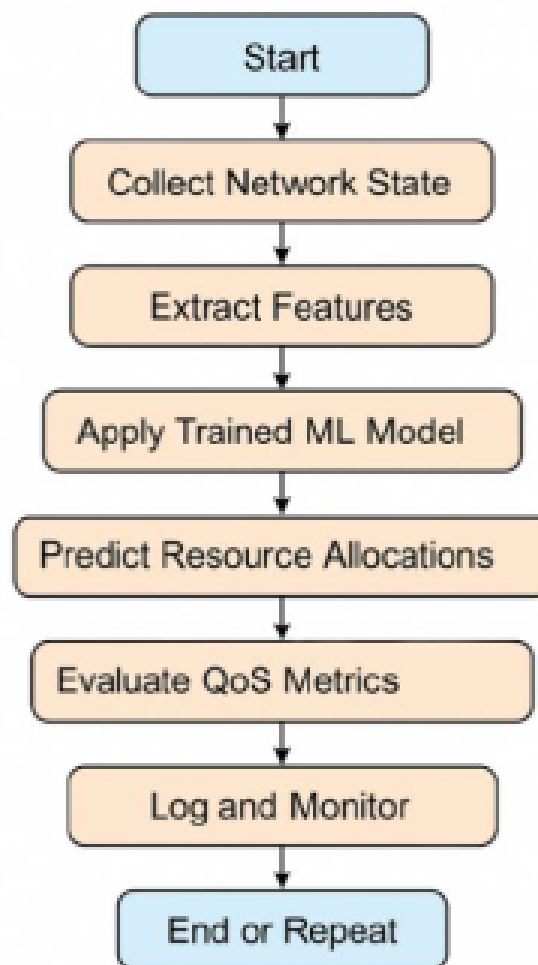 Start
Collect Network State
Extract Features
Apply Trained ML Model
Predict Resource Allocations
Evaluate QoS Metrics
Log and Monitor
End or Repeat